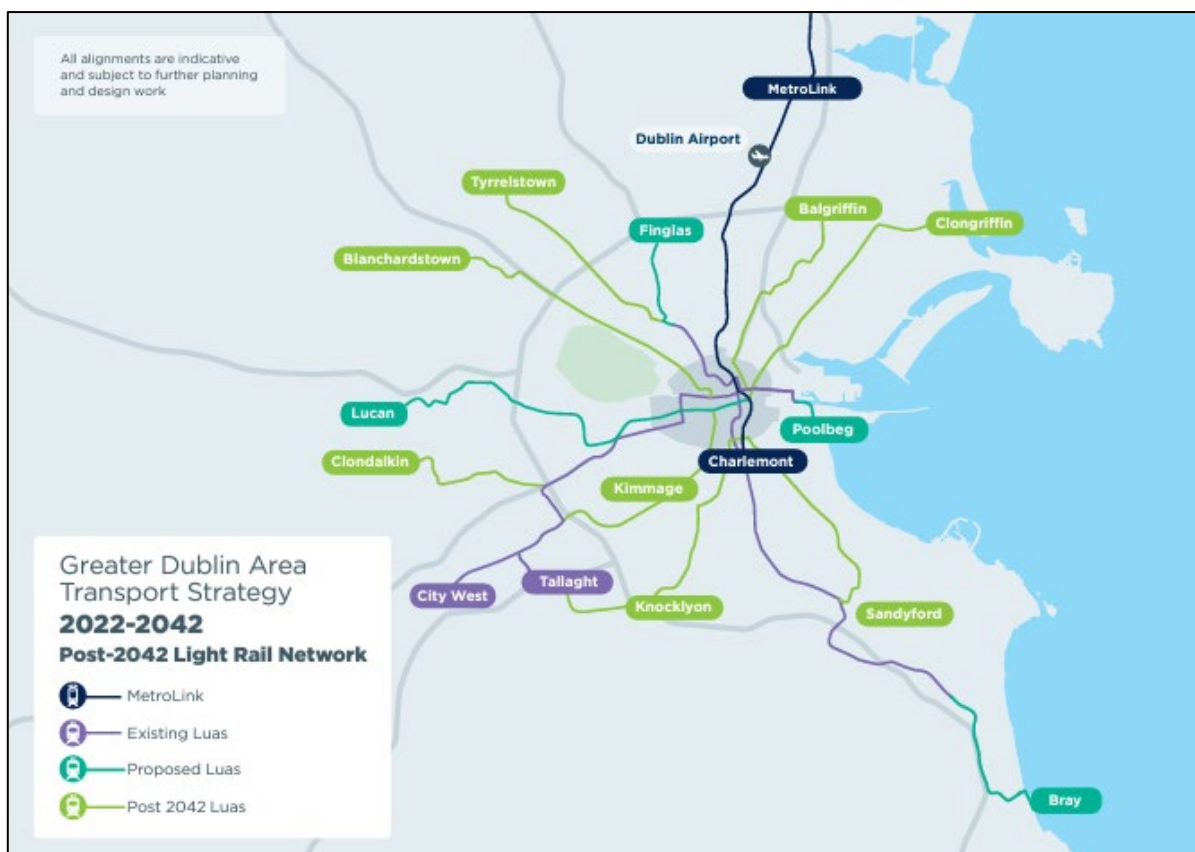 All alignments are indicative
and subject to further planning
and design work
MetroLink
Dublin Airport
Tyrrelstown
Balgriffin
Clongriffin
Finglas
Blanchardstown
Lucan
Poolbeg
Clondalkin
Charlemont
Kimmage
City West
Tallaght
Knocklyon
Sandyford
Bray
Greater Dublin Area
Transport Strategy
2022-2042
Post-2042 Light Rail Network
MetroLink
Existing Luas
Proposed Luas
Post 2042 Luas